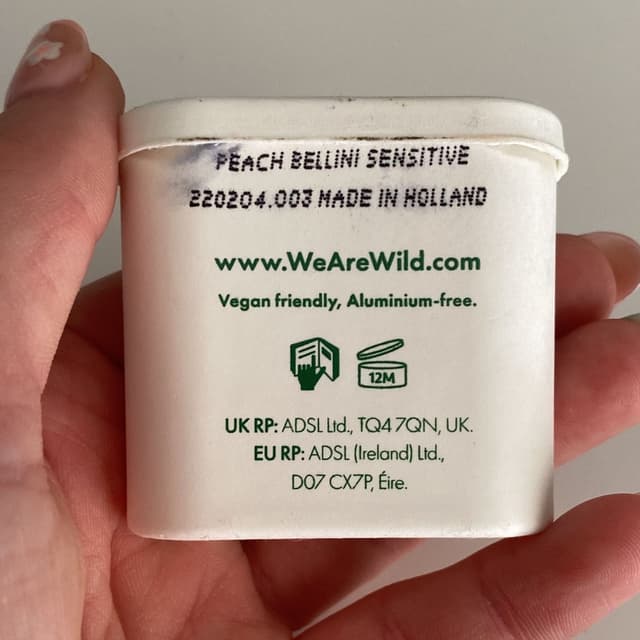 PEACH BELLINI SENSITIVE
220204.003 MADE IN HOLLAND
www.WeAreWild.com
Vegan friendly, Aluminium-free.
12M
UK RP: ADSL Ltd., TQ4 7QN, UK.
EU RP: ADSL (Ireland) Ltd.,
D07 CX7P, Éire.